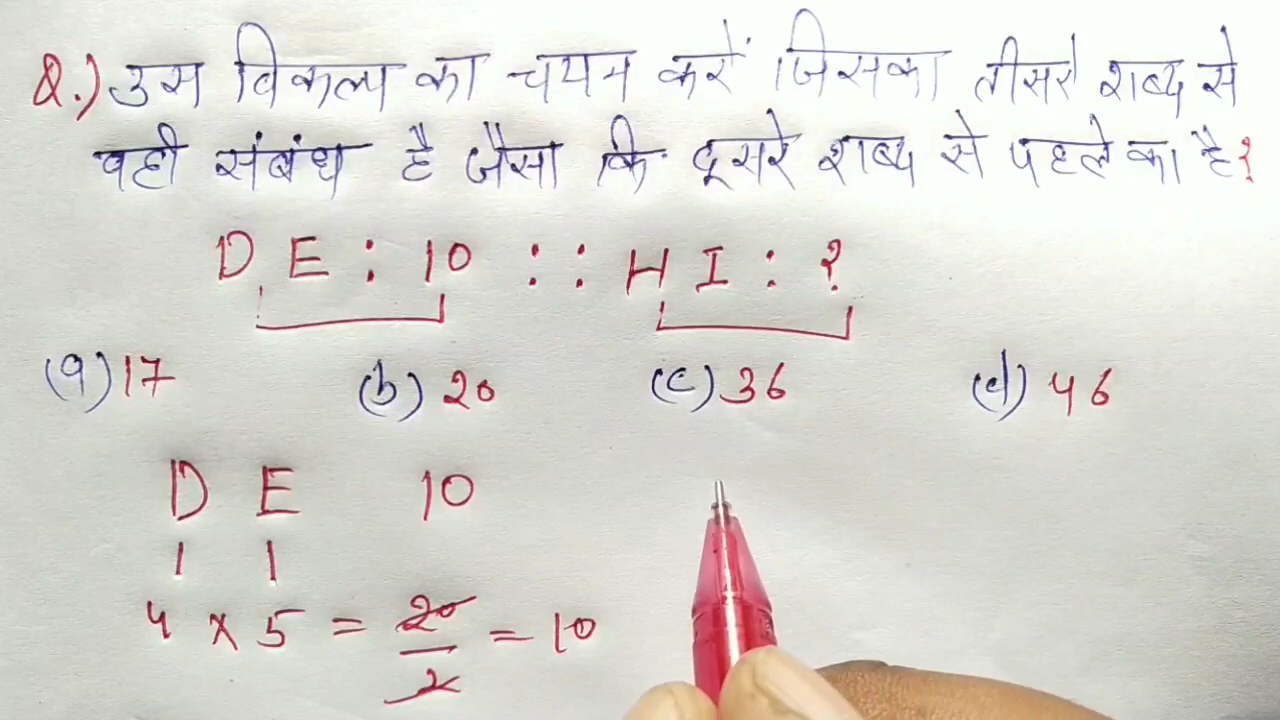 Q.) उस विकल्प का चयन करें जिसका तीसरे शब्द से
वही संबंध है जैसा कि दूसरे शब्द से पहले का है?
D E : 10 :: H I : ?
(a) 17 (b) 20 (c) 36 (d) 46
D E 10
4 × 5 = 20/2 = 10